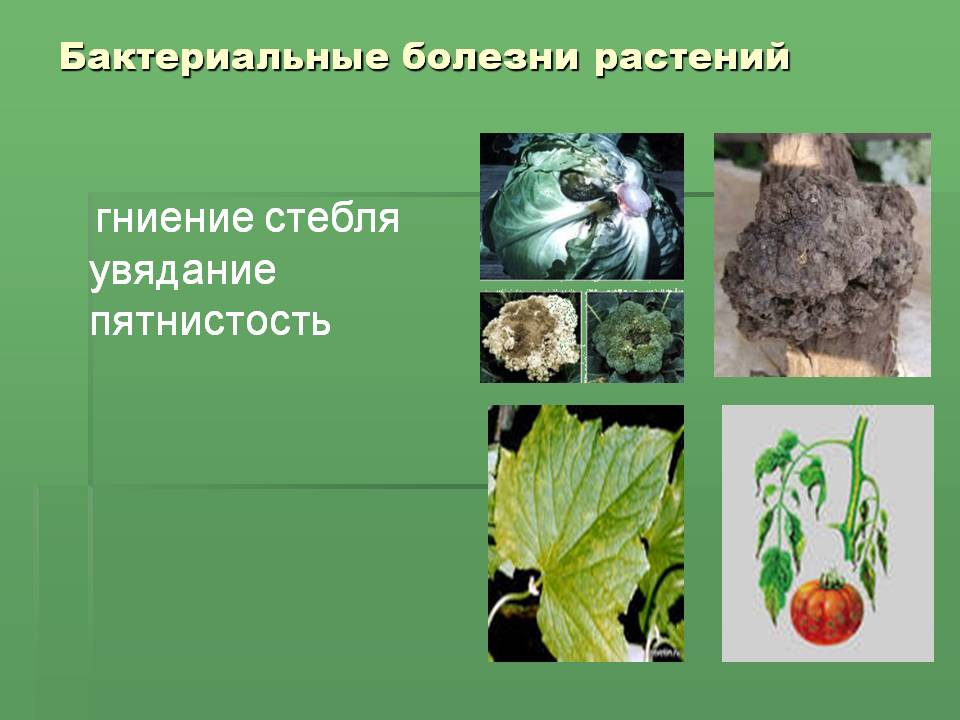 Бактериальные болезни растений
гниение стебля
увядание
пятнистость